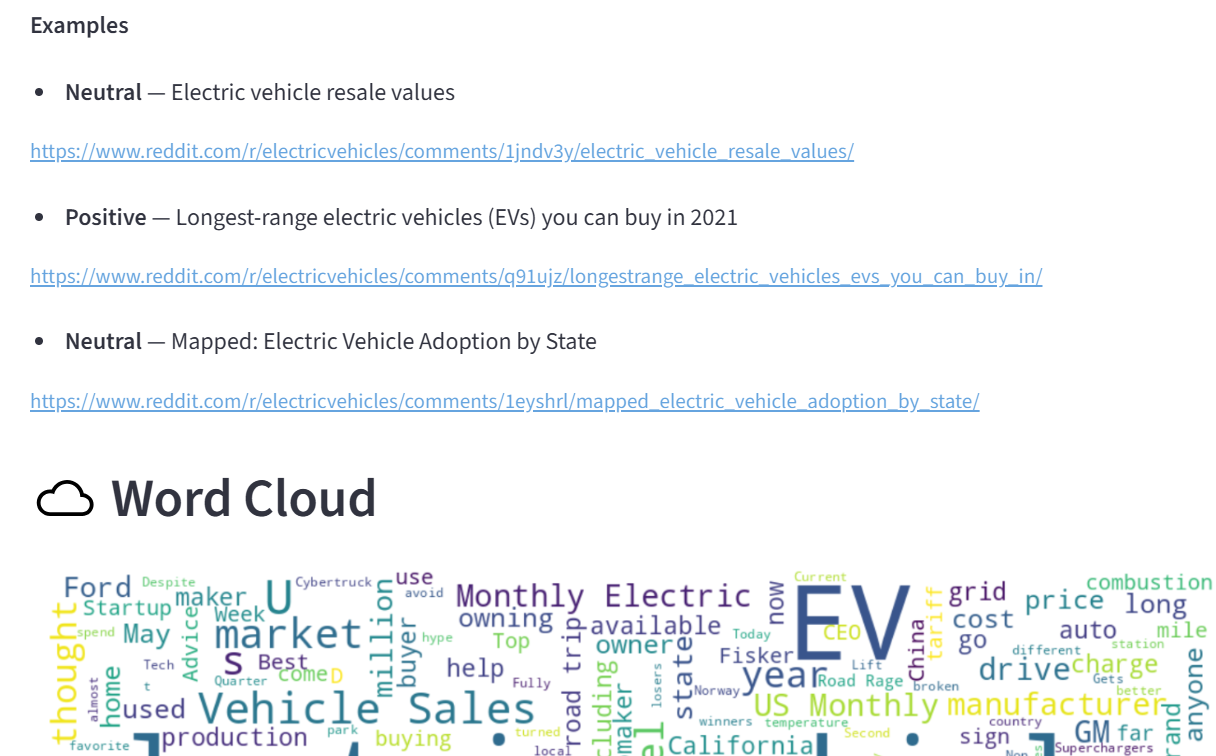 Examples
• Neutral — Electric vehicle resale values
https://www.reddit.com/r/electricvehicles/comments/1jndv3y/electric_vehicle_resale_values/
• Positive — Longest-range electric vehicles (EVs) you can buy in 2021
https://www.reddit.com/r/electricvehicles/comments/q91ujz/longestrange_electric_vehicles_evs_you_can_buy_in/
• Neutral — Mapped: Electric Vehicle Adoption by State
https://www.reddit.com/r/electricvehicles/comments/1eyshrl/mapped_electric_vehicle_adoption_by_state/
Word Cloud
Ford
Despite
maker
U
Cybertruck
use
avoid
Monthly Electric
now
Current
EV
CEO
grid
price
combustion
long
Startup
Week
million
owning
available
tariff
cost
thought
spend
May
Advice
market
buyer
hype
Top
road trip
owner
Today
China
go
auto
mile
different
station
Tech
s
Best
help
state
Fisker
Lift
drive
charge
almost
home
t
Quarter
come
D
Fully
losers
Norway
year
Road Rage
broken
Gets
better
anyone
used
Vehicle Sales
maker
winners
temperature
US Monthly
manufacturer
country
favorite
production
park
buying
turned
local
California
Second
sign
GM
far
Superchargers